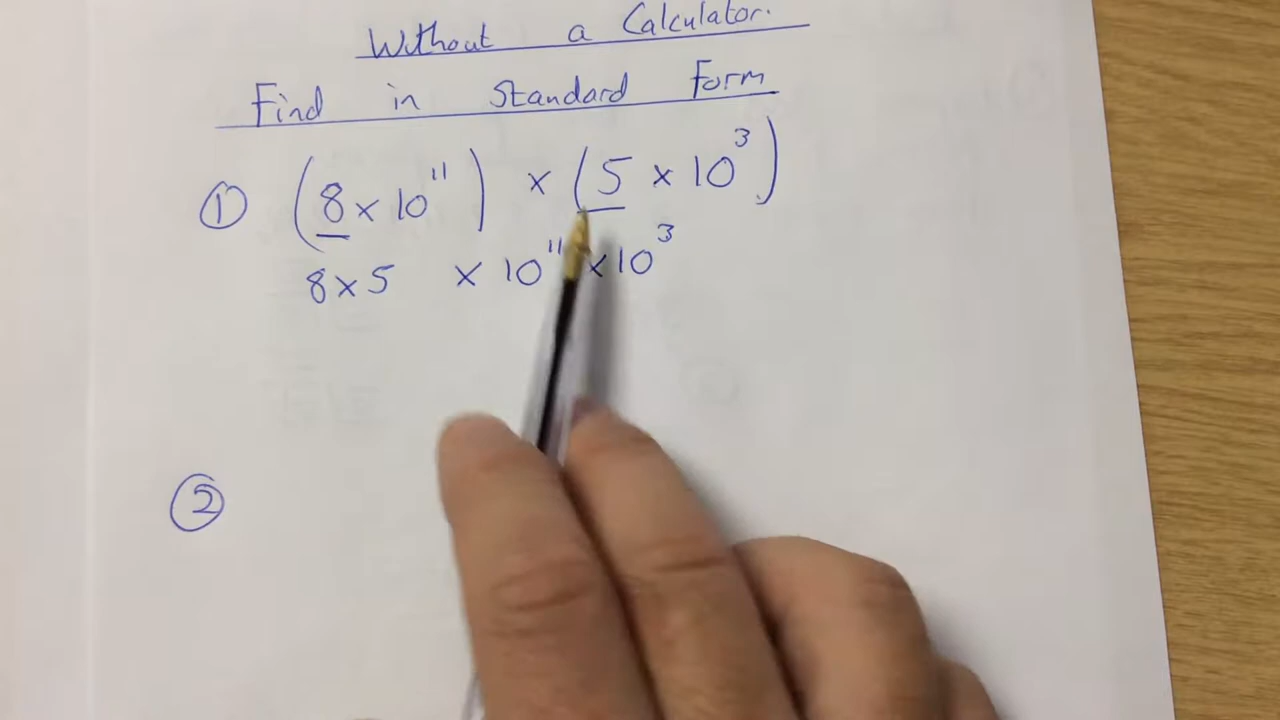 Without a Calculator.
Find in Standard Form
① (8 × 10¹¹) × (5 × 10³)
8 × 5 × 10¹¹ × 10³
②